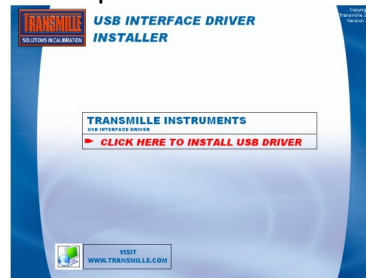 TRANSMILLE
SOLUTIONS IN CALIBRATION
USB INTERFACE DRIVER
INSTALLER
TRANSMILLE INSTRUMENTS
USB INTERFACE DRIVER
CLICK HERE TO INSTALL USB DRIVER
VISIT
WWW.TRANSMILLE.COM